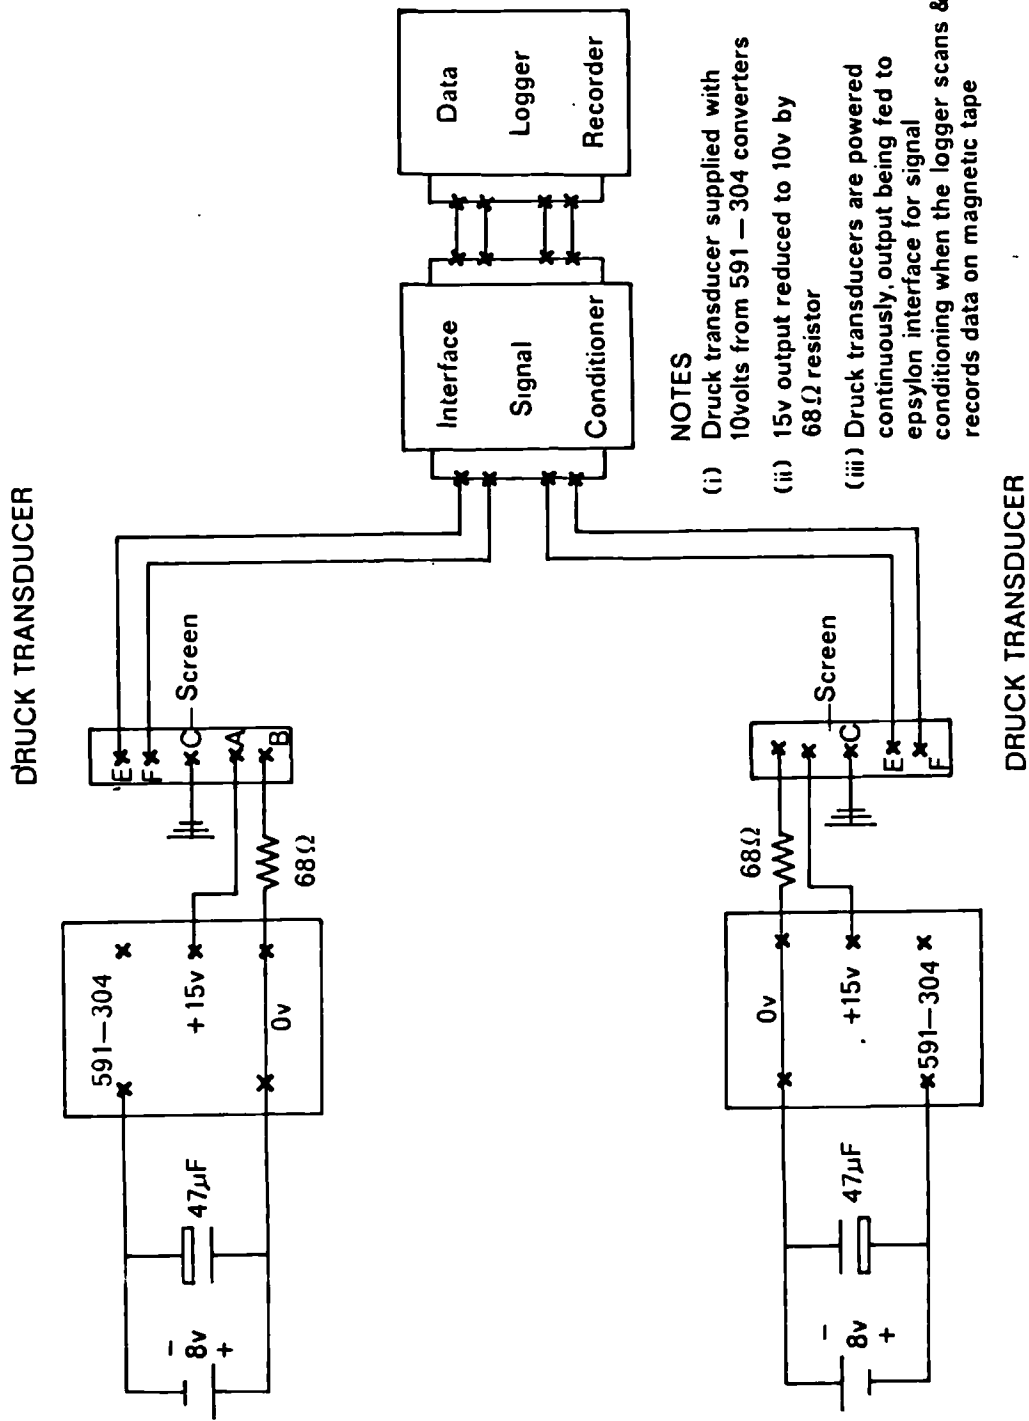 DRUCK TRANSDUCER
8v
-
+
47µF
591-304
+15v
0v
68Ω
E
F
C
A
B
Screen
Interface
Signal
Conditioner
Data
Logger
Recorder
8v
-
+
47µF
0v
+15v
591-304
68Ω
C
E
F
Screen
DRUCK TRANSDUCER
NOTES
(i) Druck transducer supplied with
10volts from 591 – 304 converters
(ii) 15v output reduced to 10v by
68Ω resistor
(iii) Druck transducers are powered
continuously, output being fed to
epsylon interface for signal
conditioning when the logger scans &
records data on magnetic tape